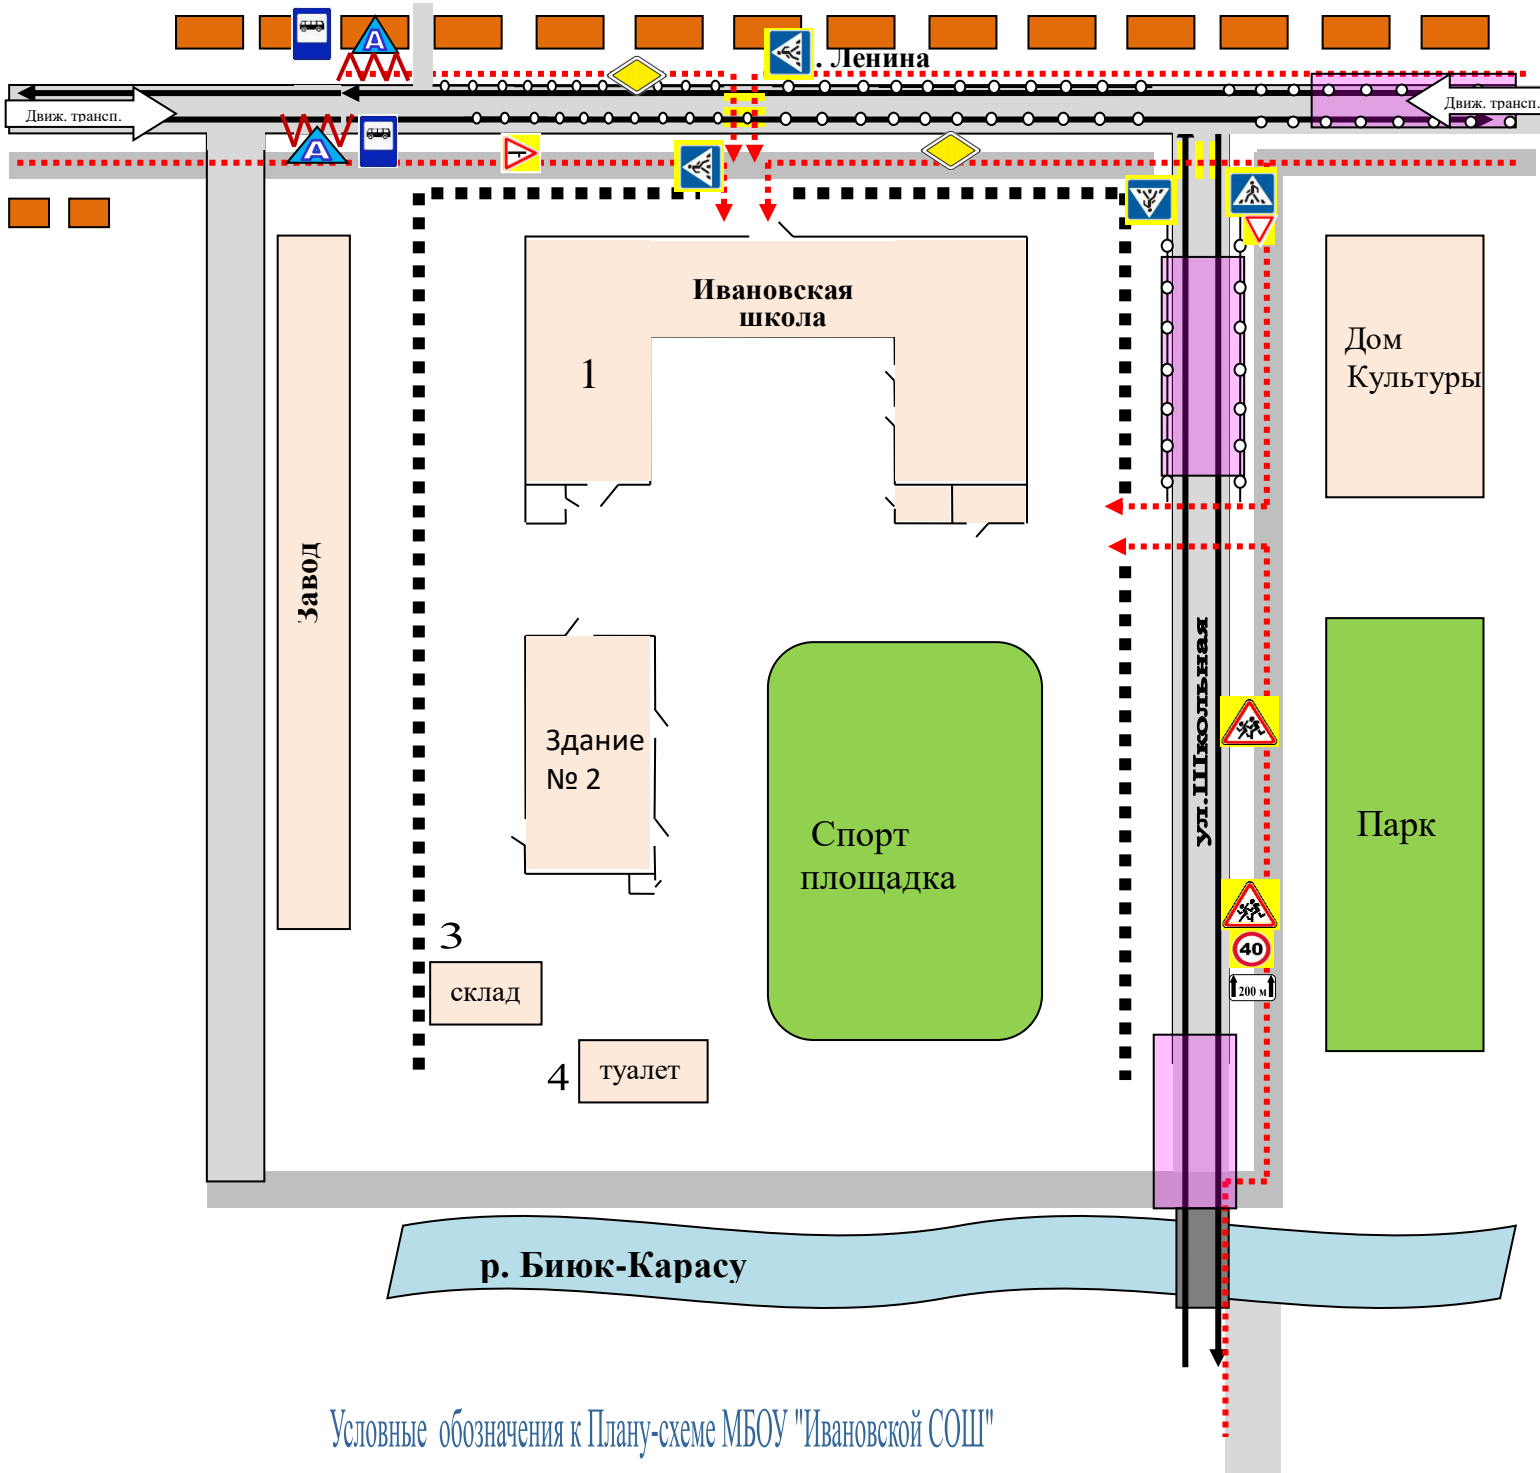 А
. Ленина
Движ. трансп.
Движ. трансп.
А
Ивановская
школа
1
Дом
Культуры
Завод
ул.Школьная
Здание
№ 2
Спорт
площадка
Парк
3
склад
40
200 м
4
туалет
р. Биюк-Карасу
Условные обозначения к Плану-схеме МБОУ "Ивановской СОШ"